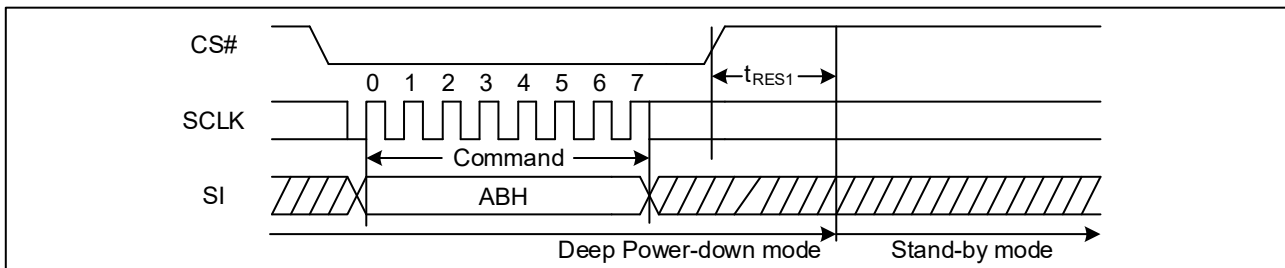 CS#
tRES1
0 1 2 3 4 5 6 7
SCLK
Command
SI
ABH
Deep Power-down mode Stand-by mode